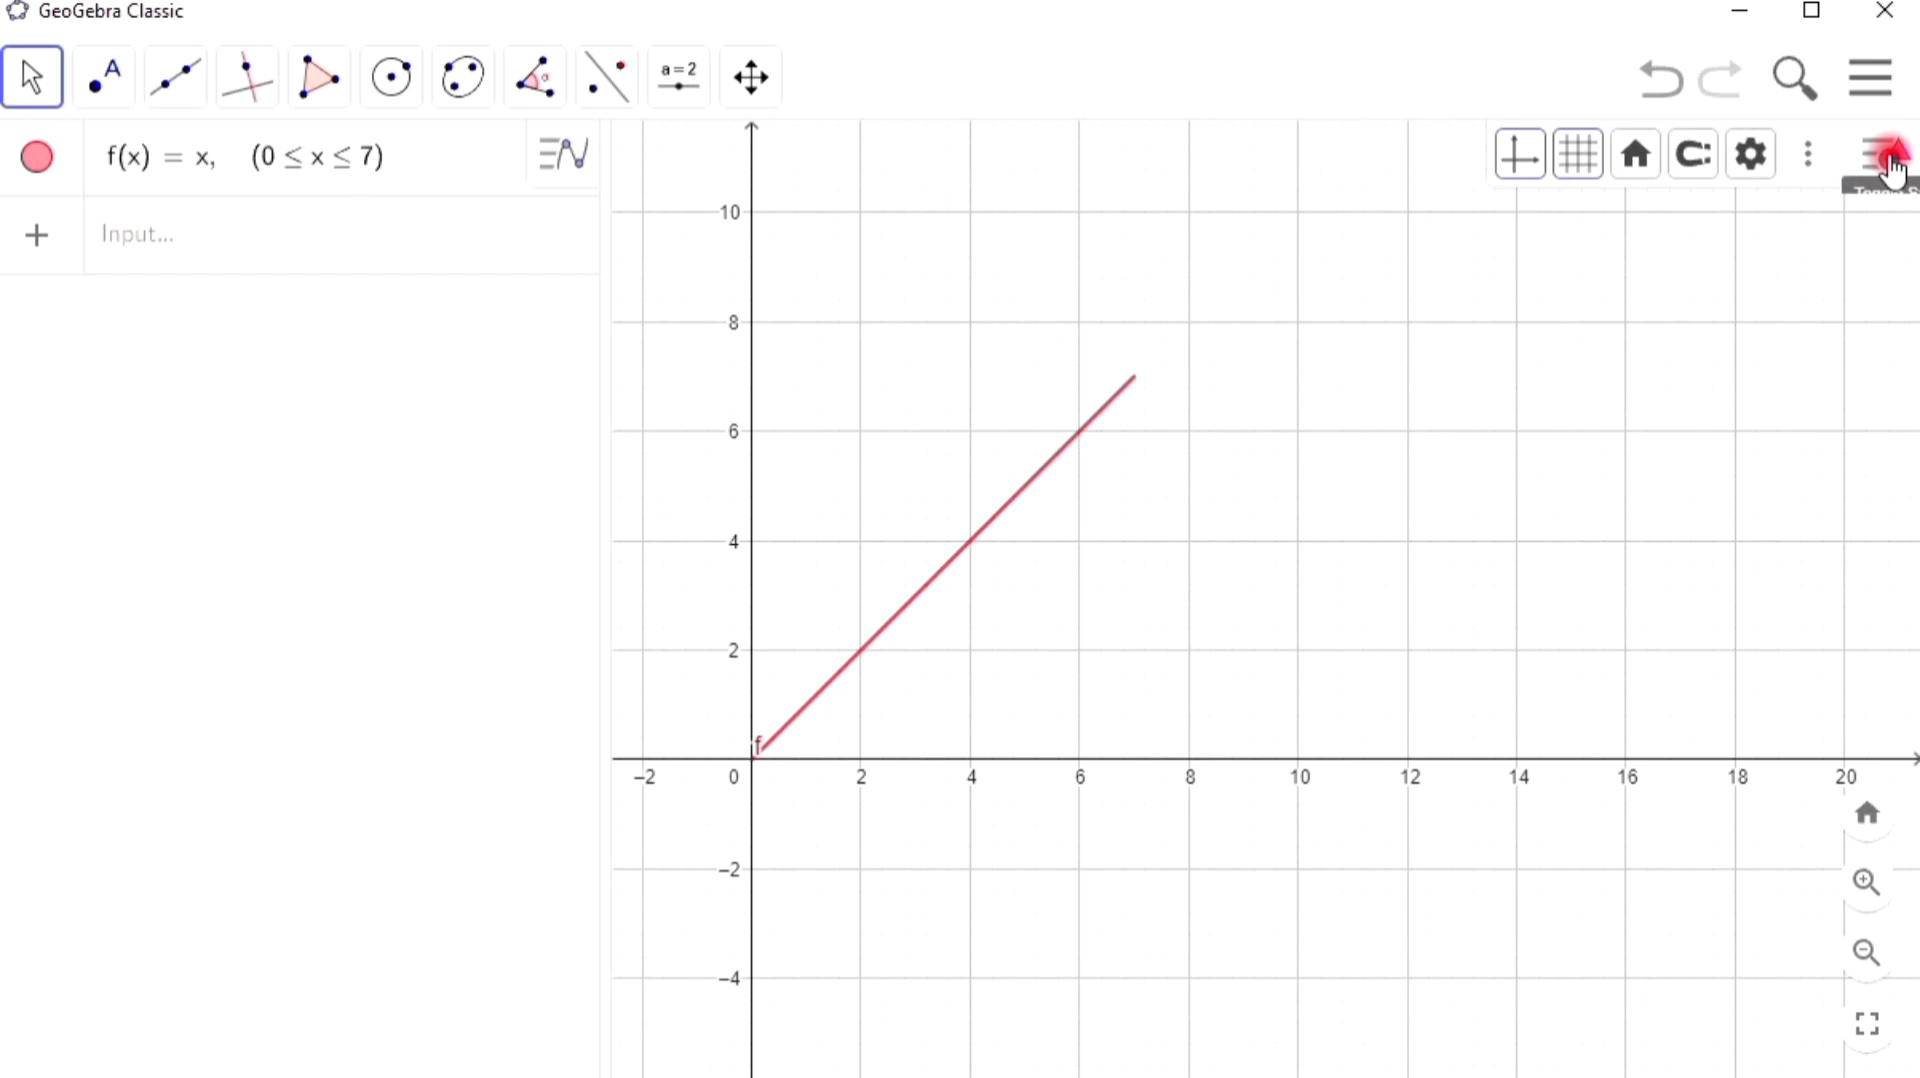 GeoGebra Classic
A
α
a=2
f(x) = x, (0 ≤ x ≤ 7)
Input...
10
8
6
4
2
f
-2 0 2 4 6 8 10 12 14 16 18 20
-2
-4